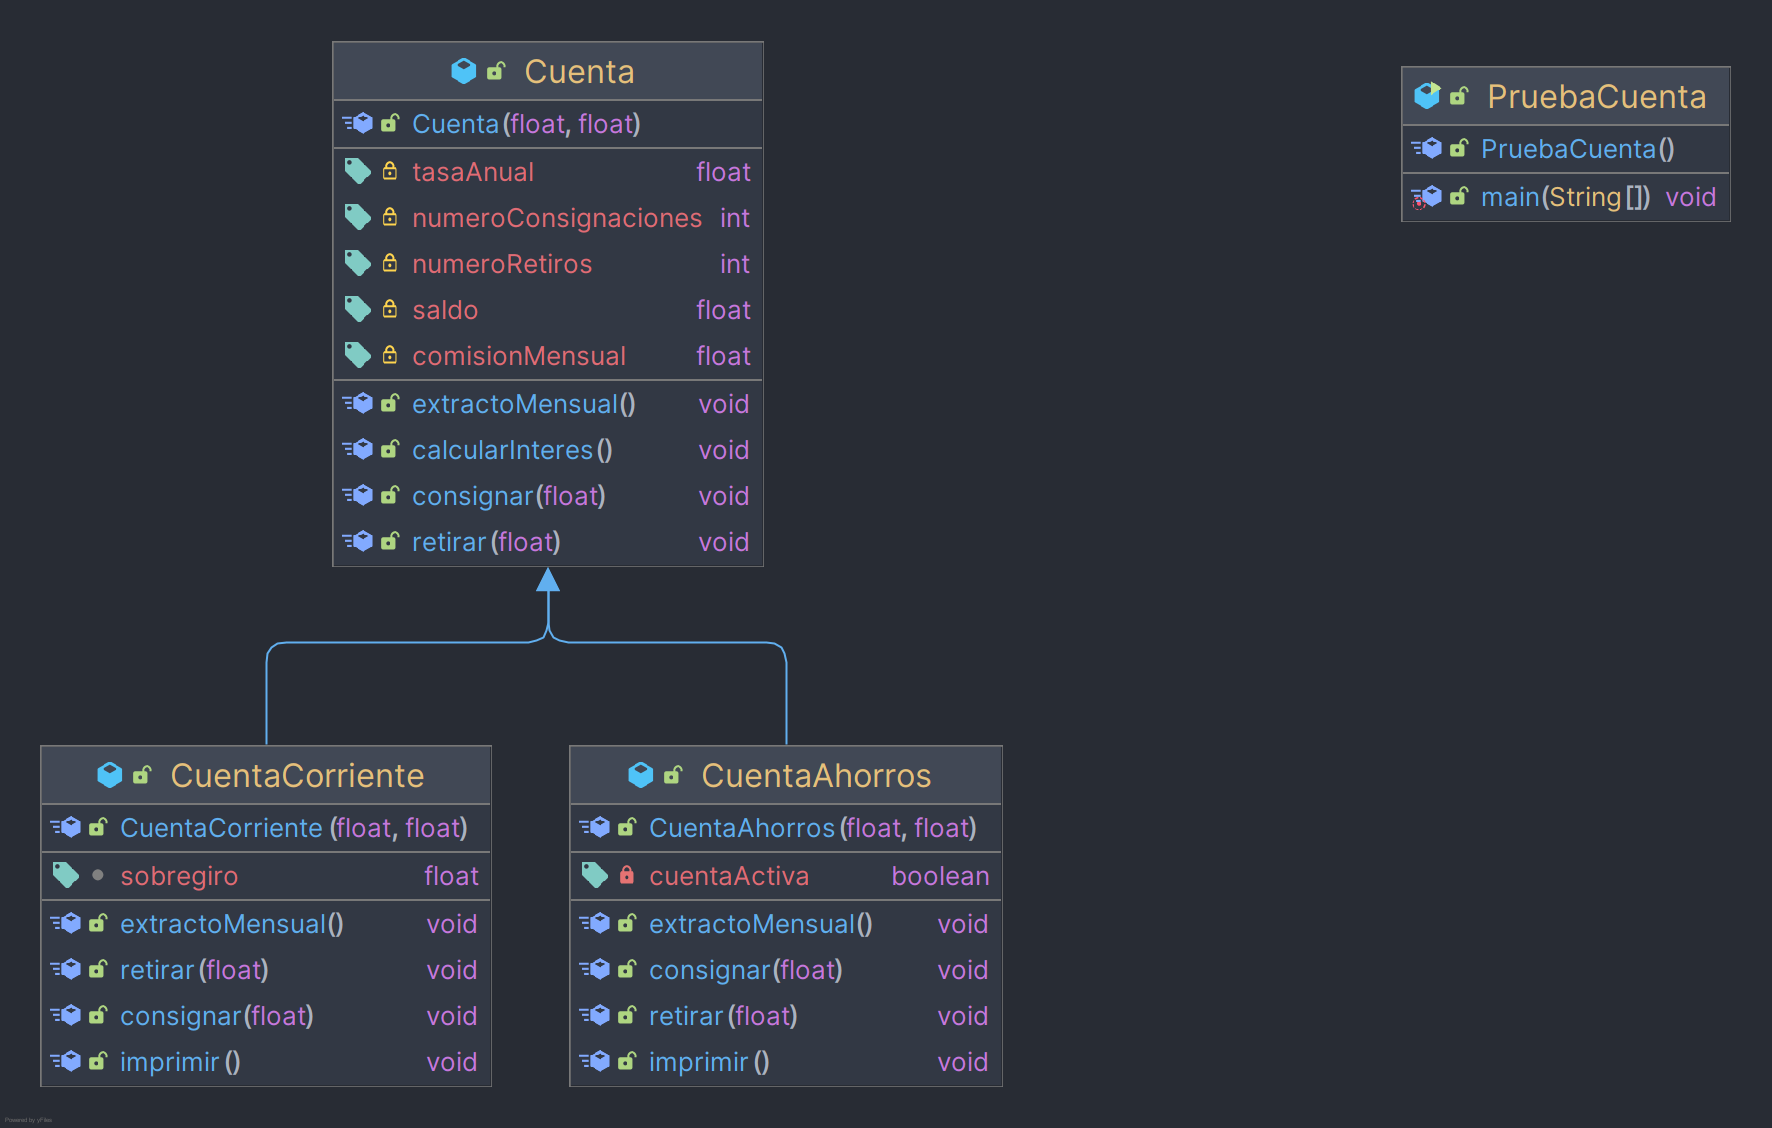 Cuenta
Cuenta(float, float)
tasaAnual float
numeroConsignaciones int
numeroRetiros int
saldo float
comisionMensual float
extractoMensual() void
calcularInteres() void
consignar(float) void
retirar(float) void
PruebaCuenta
PruebaCuenta()
main(String[]) void
CuentaCorriente
CuentaCorriente(float, float)
sobregiro float
extractoMensual() void
retirar(float) void
consignar(float) void
imprimir() void
CuentaAhorros
CuentaAhorros(float, float)
cuentaActiva boolean
extractoMensual() void
consignar(float) void
retirar(float) void
imprimir() void
Powered by yFiles